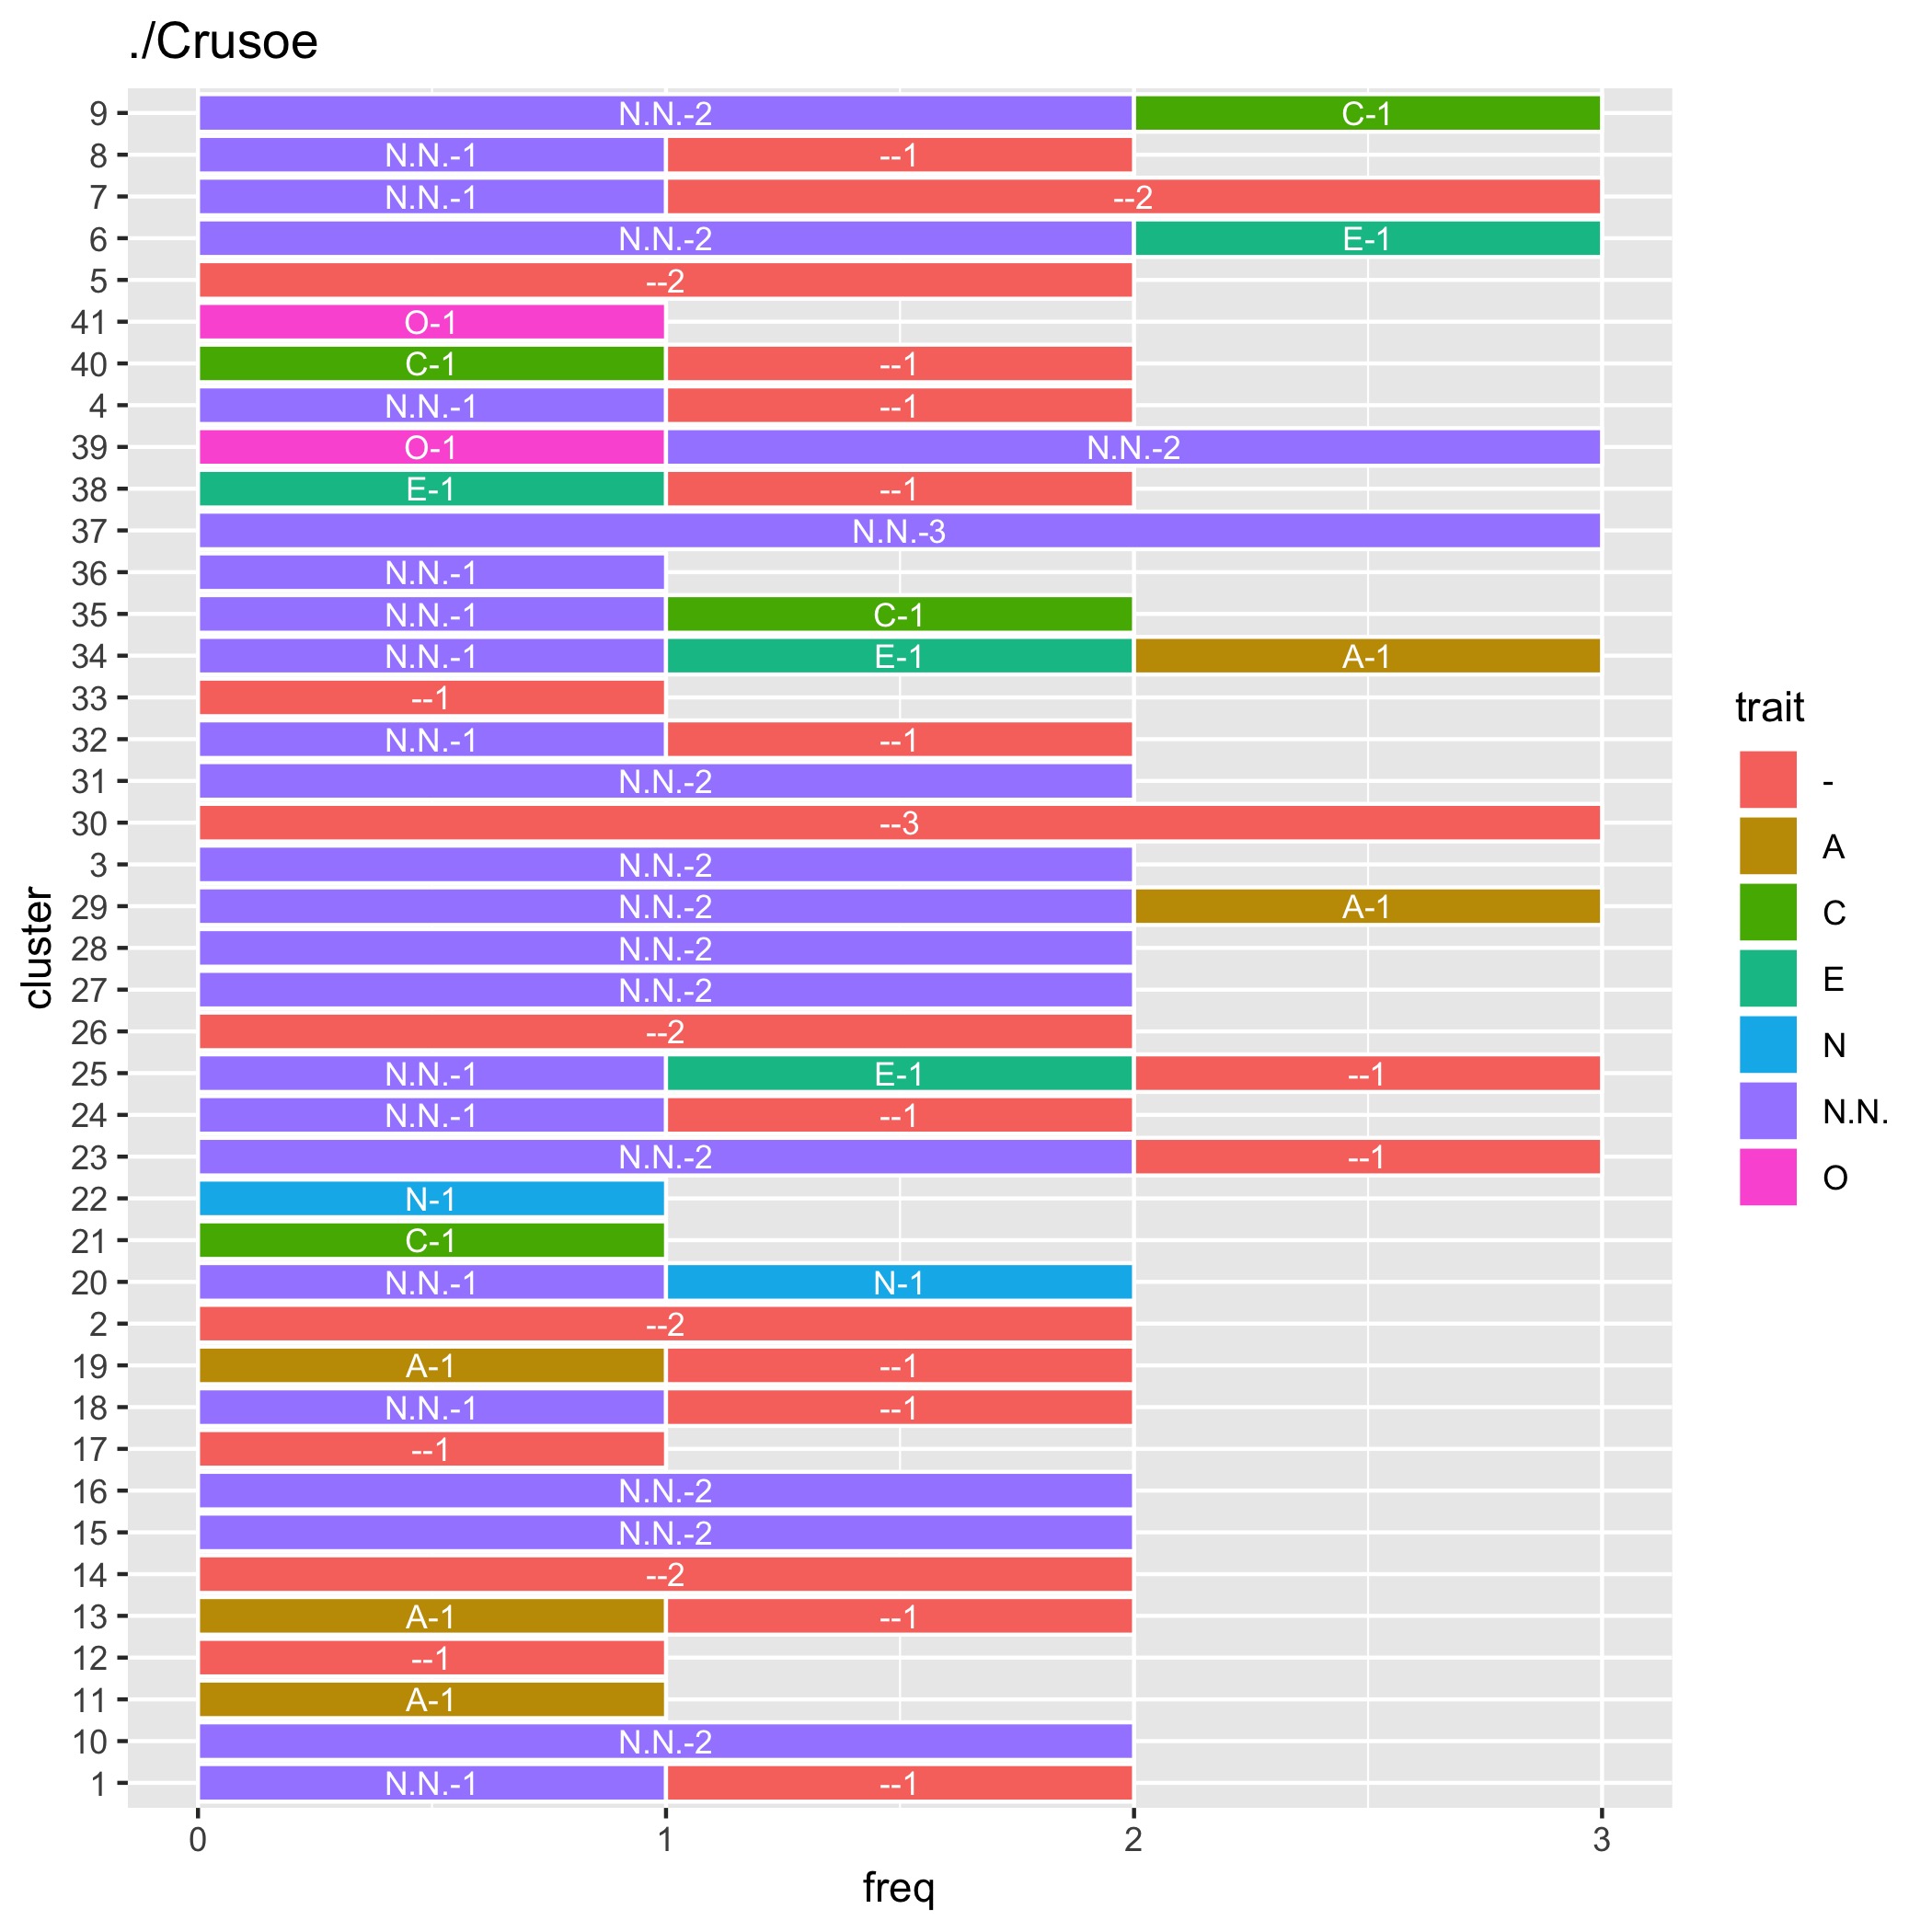 ./Crusoe
9 N.N.-2 C-1
8 N.N.-1 --1
7 N.N.-1 --2
6 N.N.-2 E-1
5 --2
41 O-1
40 C-1 --1
4 N.N.-1 --1
39 O-1 N.N.-2
38 E-1 --1
37 N.N.-3
36 N.N.-1
35 N.N.-1 C-1
34 N.N.-1 E-1 A-1
33 --1
32 N.N.-1 --1
31 N.N.-2
30 --3
3 N.N.-2
29 N.N.-2 A-1
28 N.N.-2
27 N.N.-2
26 --2
25 N.N.-1 E-1 --1
24 N.N.-1 --1
23 N.N.-2 --1
22 N-1
21 C-1
20 N.N.-1 N-1
2 --2
19 A-1 --1
18 N.N.-1 --1
17 --1
16 N.N.-2
15 N.N.-2
14 --2
13 A-1 --1
12 --1
11 A-1
10 N.N.-2
1 N.N.-1 --1
0 1 2 3
freq
cluster
trait
-
A
C
E
N
N.N.
O